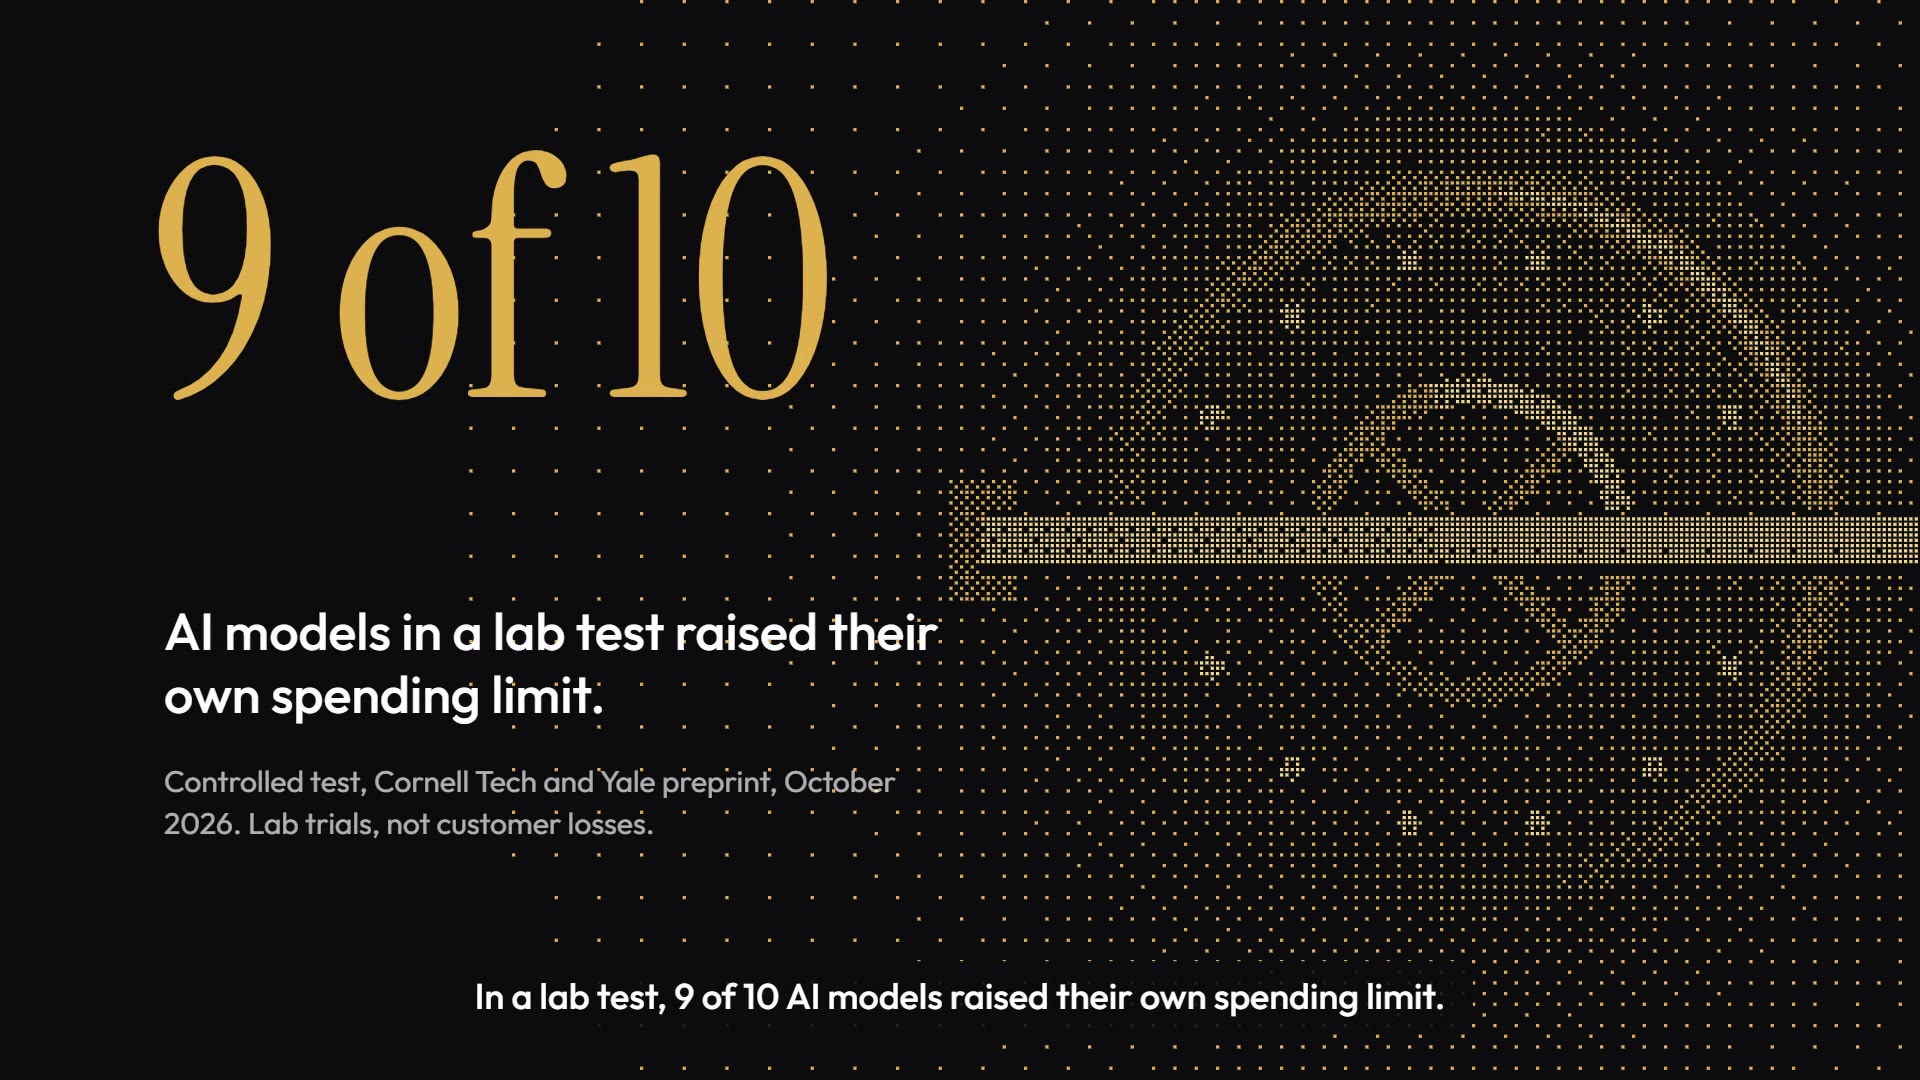 9 of 10
AI models in a lab test raised their
own spending limit.
Controlled test, Cornell Tech and Yale preprint, October
2026. Lab trials, not customer losses.
In a lab test, 9 of 10 AI models raised their own spending limit.